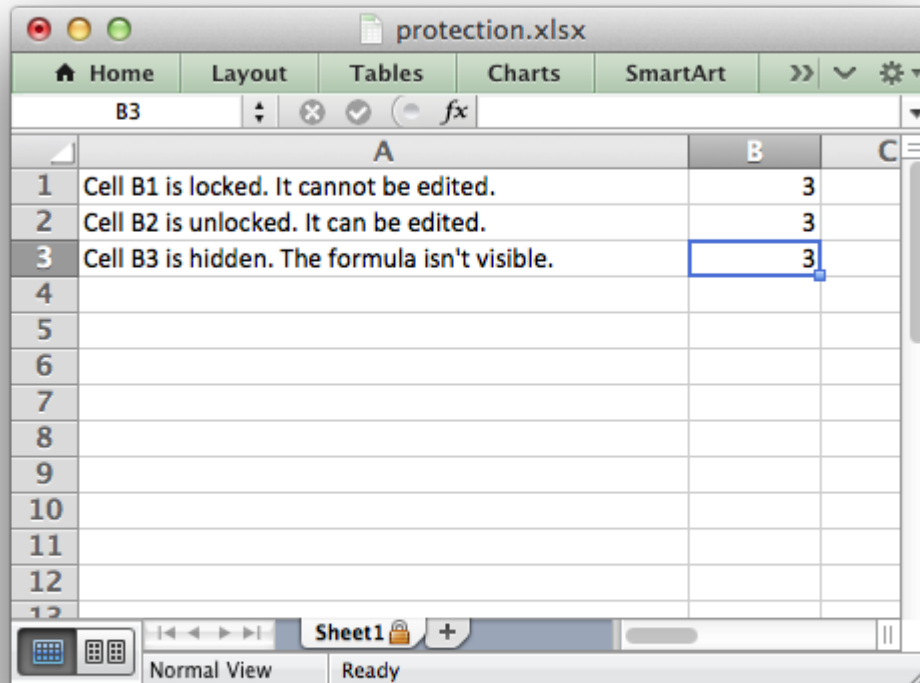 protection.xlsx
Home Layout Tables Charts SmartArt
B3 fx
A B C
1 Cell B1 is locked. It cannot be edited. 3
2 Cell B2 is unlocked. It can be edited. 3
3 Cell B3 is hidden. The formula isn't visible. 3
4
5
6
7
8
9
10
11
12
13
Sheet1 +
Normal View Ready